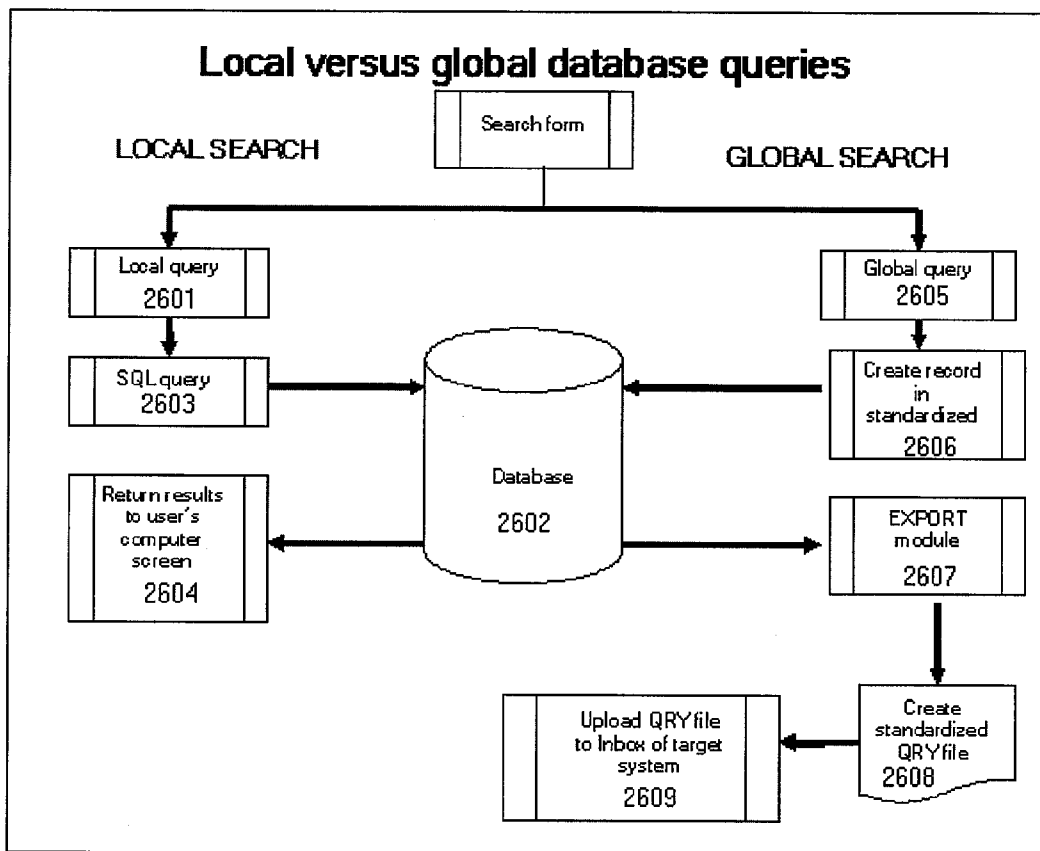 Local versus global database queries
Search form
LOCAL SEARCH
GLOBAL SEARCH
Local query
2601
Global query
2605
SQL query
2603
Create record
in
standardized
2606
Database
2602
Return results
to user's
computer
screen
2604
EXPORT
module
2607
Create
standardized
QRY file
2608
Upload QRY file
to Inbox of target
system
2609